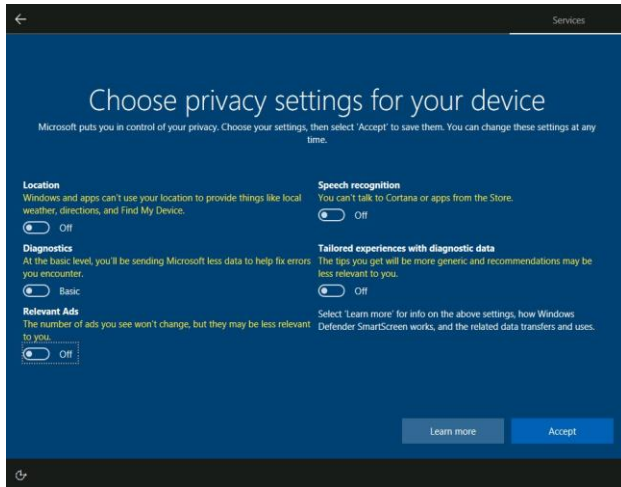 Services
Choose privacy settings for your device
Microsoft puts you in control of your privacy. Choose your settings, then select 'Accept' to save them. You can change these settings at any
time.
Location
Windows and apps can't use your location to provide things like local
weather, directions, and Find My Device.
Off
Diagnostics
At the basic level, you'll be sending Microsoft less data to help fix errors
you encounter.
Basic
Relevant Ads
The number of ads you see won't change, but they may be less relevant
to you.
Off
Speech recognition
You can't talk to Cortana or apps from the Store.
Off
Tailored experiences with diagnostic data
The tips you get will be more generic and recommendations may be
less relevant to you.
Off
Select 'Learn more' for info on the above settings, how Windows
Defender SmartScreen works, and the related data transfers and uses.
Learn more
Accept